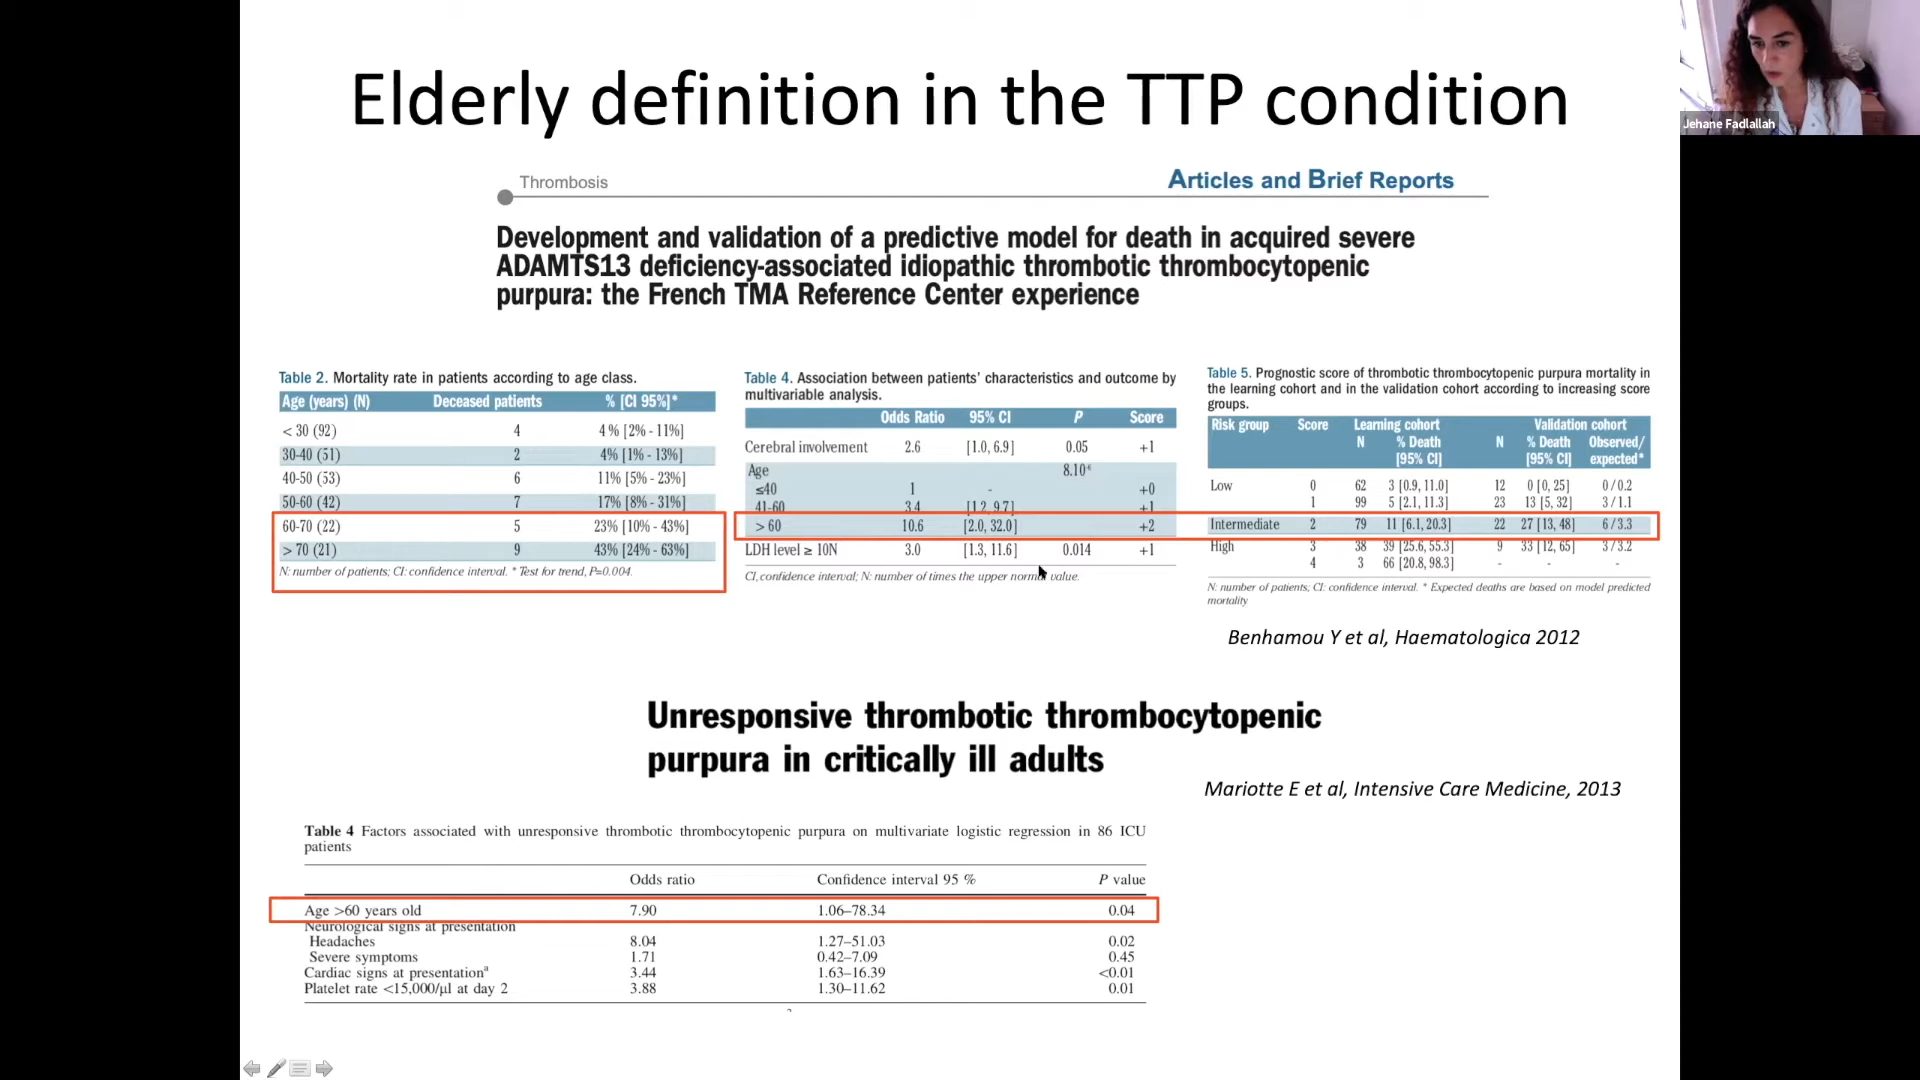 Elderly definition in the TTP condition
Jehane Fadlallah
Thrombosis
Articles and Brief Reports
Development and validation of a predictive model for death in acquired severe
ADAMTS13 deficiency-associated idiopathic thrombotic thrombocytopenic
purpura: the French TMA Reference Center experience
Table 2. Mortality rate in patients according to age class.
Age (years) (N) Deceased patients % [CI 95%]*
< 30 (92) 4 4% [2% - 11%]
30-40 (51) 2 4% [1% - 13%]
40-50 (53) 6 11% [5% - 23%]
50-60 (42) 7 17% [8% - 31%]
60-70 (22) 5 23% [10% - 43%]
> 70 (21) 9 43% [24% - 63%]
N: number of patients; CI: confidence interval. * Test for trend, P=0.004.
Table 4. Association between patients' characteristics and outcome by
multivariable analysis.
Odds Ratio 95% CI P Score
Cerebral involvement 2.6 [1.0, 6.9] 0.05 +1
Age 8.10
≤40 1 - +0
41-60 3.4 [1.2, 9.7] +1
> 60 10.6 [2.0, 32.0] +2
LDH level ≥ 10N 3.0 [1.3, 11.6] 0.014 +1
CI, confidence interval; N: number of times the upper normal value.
Table 5. Prognostic score of thrombotic thrombocytopenic purpura mortality in
the learning cohort and in the validation cohort according to increasing score
groups.
Risk group Score Learning cohort Validation cohort
N % Death N % Death Observed/
[95% CI] [95% CI] expected*
Low 0 62 3 [0.9, 11.0] 12 0 [0, 25] 0 / 0.2
1 99 5 [2.1, 11.3] 23 13 [5, 32] 3 / 1.1
Intermediate 2 79 11 [6.1, 20.3] 22 27 [13, 48] 6 / 3.3
High 3 38 39 [25.6, 55.3] 9 33 [12, 65] 3 / 3.2
4 3 66 [20.8, 98.3] - - -
N: number of patients; CI: confidence interval. * Expected deaths are based on model predicted
mortality
Benhamou Y et al, Haematologica 2012
Unresponsive thrombotic thrombocytopenic
purpura in critically ill adults
Mariotte E et al, Intensive Care Medicine, 2013
Table 4 Factors associated with unresponsive thrombotic thrombocytopenic purpura on multivariate logistic regression in 86 ICU
patients
Odds ratio Confidence interval 95 % P value
Age >60 years old 7.90 1.06–78.34 0.04
Neurological signs at presentation
Headaches 8.04 1.27–51.03 0.02
Severe symptoms 1.71 0.42–7.09 0.45
Cardiac signs at presentationa 3.44 1.63–16.39 <0.01
Platelet rate <15,000/μl at day 2 3.88 1.30–11.62 0.01